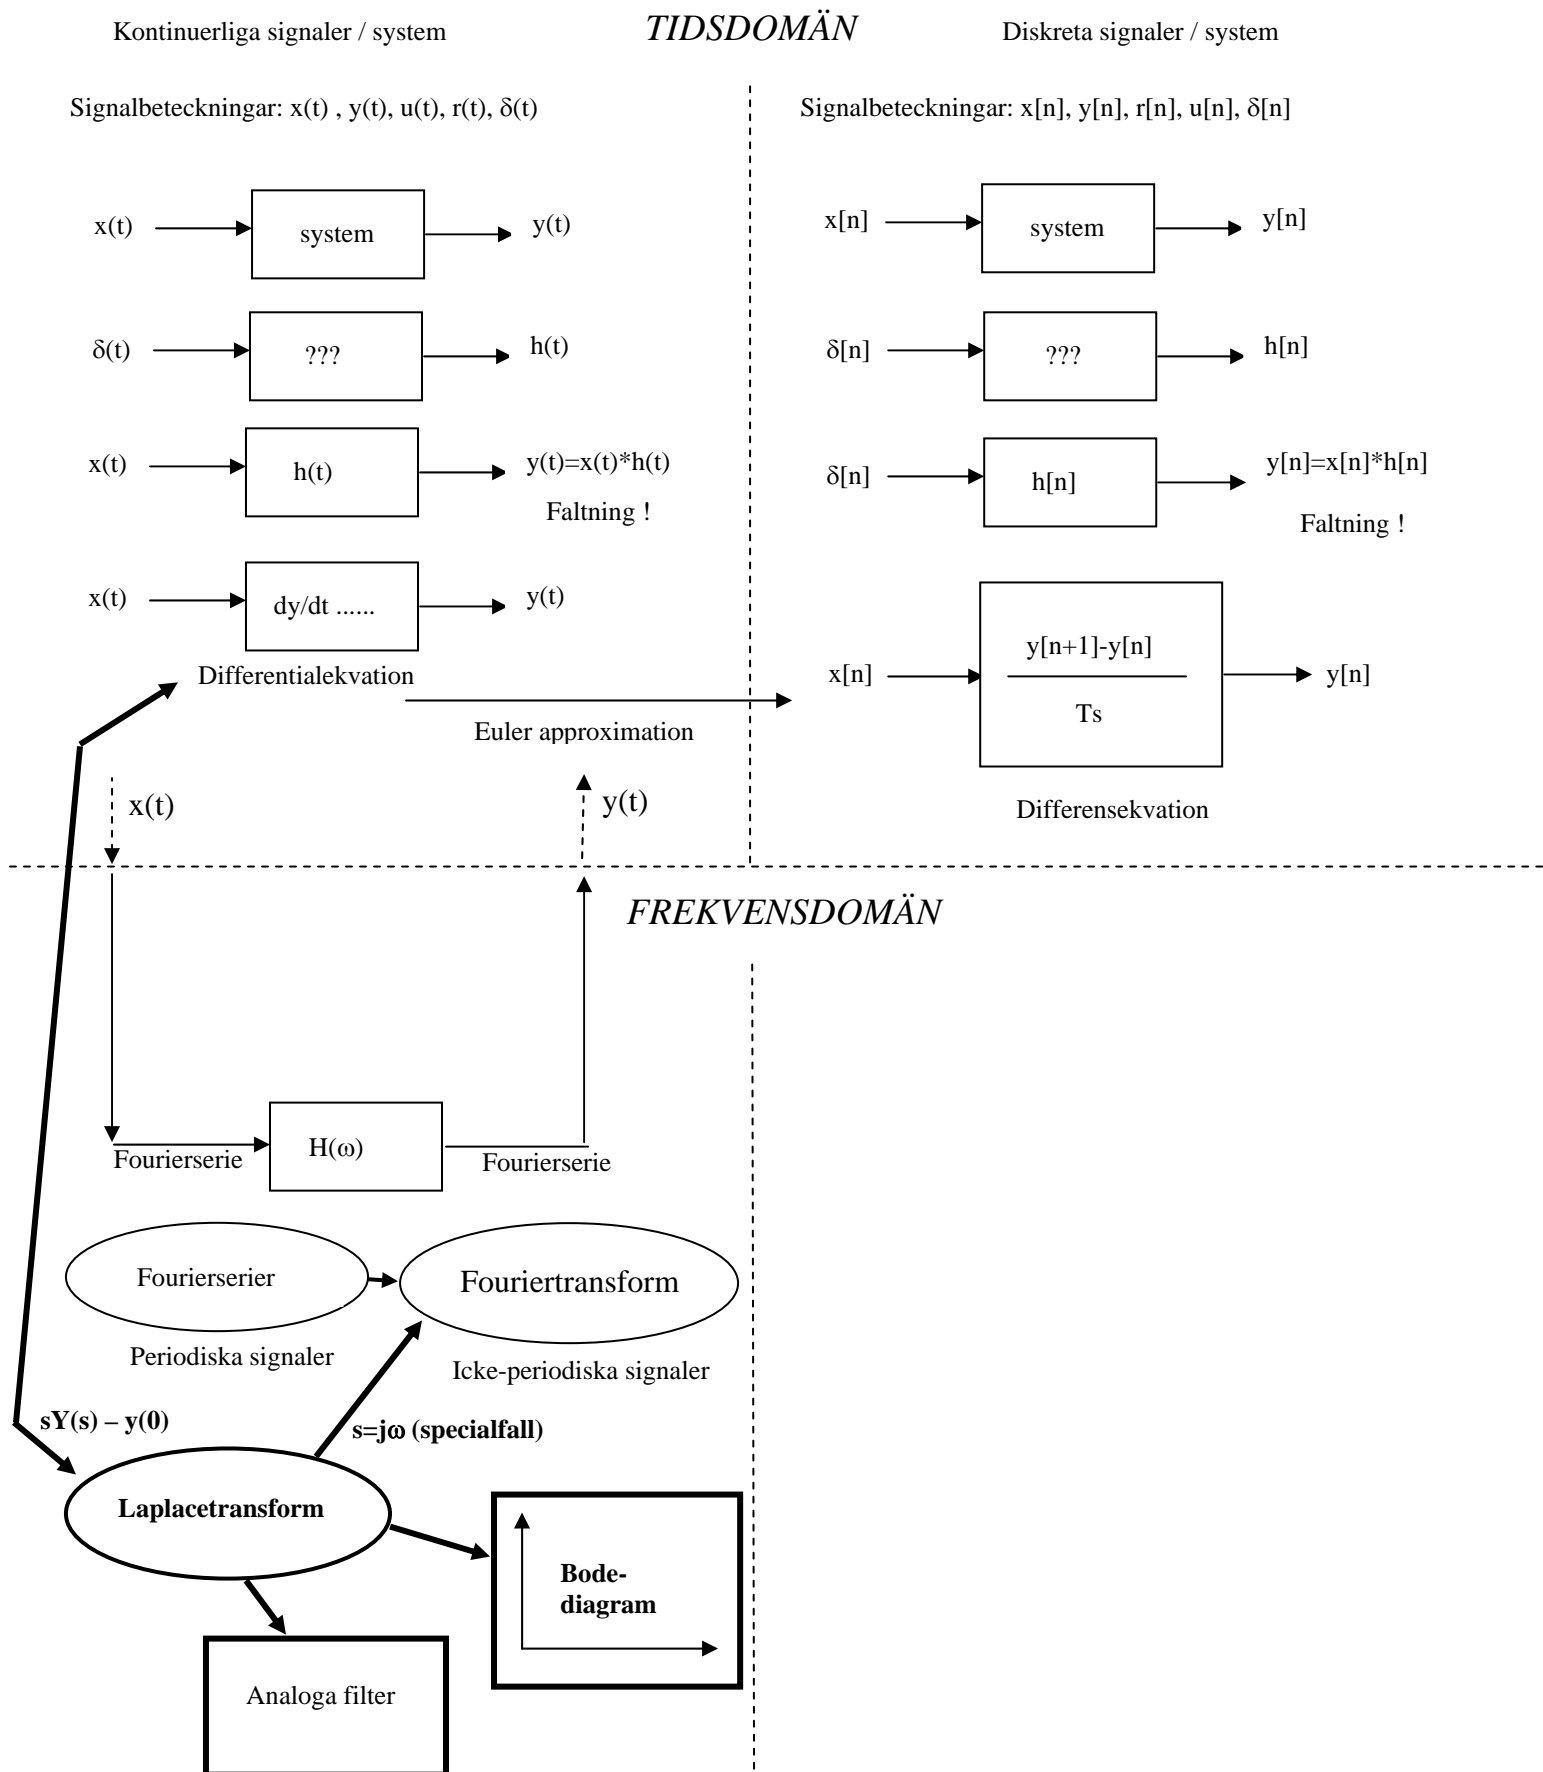 Kontinuerliga signaler / system
TIDSDOMÄN
Diskreta signaler / system
Signalbeteckningar: x(t) , y(t), u(t), r(t), δ(t)
x(t)
system
y(t)
δ(t)
???
h(t)
x(t)
h(t)
y(t)=x(t)*h(t)
Faltning !
x(t)
dy/dt ......
y(t)
Differentialekvation
Euler approximation
x(t)
y(t)
Signalbeteckningar: x[n], y[n], r[n], u[n], δ[n]
x[n]
system
y[n]
δ[n]
???
h[n]
δ[n]
h[n]
y[n]=x[n]*h[n]
Faltning !
x[n]
y[n+1]-y[n]
Ts
y[n]
Differensekvation
FREKVENSDOMÄN
Fourierserie
H(ω)
Fourierserie
Fourierserier
Fouriertransform
Periodiska signaler
Icke-periodiska signaler
sY(s) – y(0)
s=jω (specialfall)
Laplacetransform
Bode-
diagram
Analoga filter